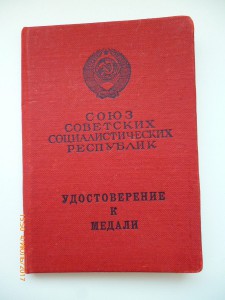 СОЮЗ
СОВЕТСКИХ
СОЦИАЛИСТИЧЕСКИХ
РЕСПУБЛИК
УДОСТОВЕРЕНИЕ
К
МЕДАЛИ